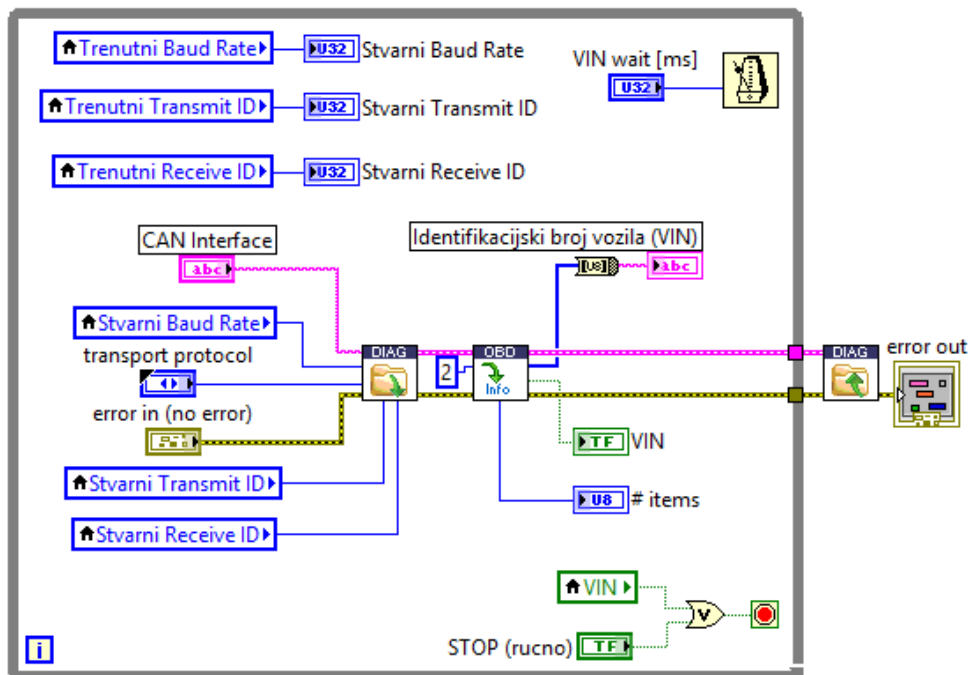 Trenutni Baud Rate
U32
Stvarni Baud Rate
VIN wait [ms]
U32
Trenutni Transmit ID
U32
Stvarni Transmit ID
Trenutni Receive ID
U32
Stvarni Receive ID
CAN Interface
abc
Identifikacijski broj vozila (VIN)
[U8]
abc
Stvarni Baud Rate
transport protocol
DIAG
2
OBD
Info
DIAG
error out
error in (no error)
TF
VIN
Stvarni Transmit ID
U8
# items
Stvarni Receive ID
VIN
V
STOP (rucno)
TF
i